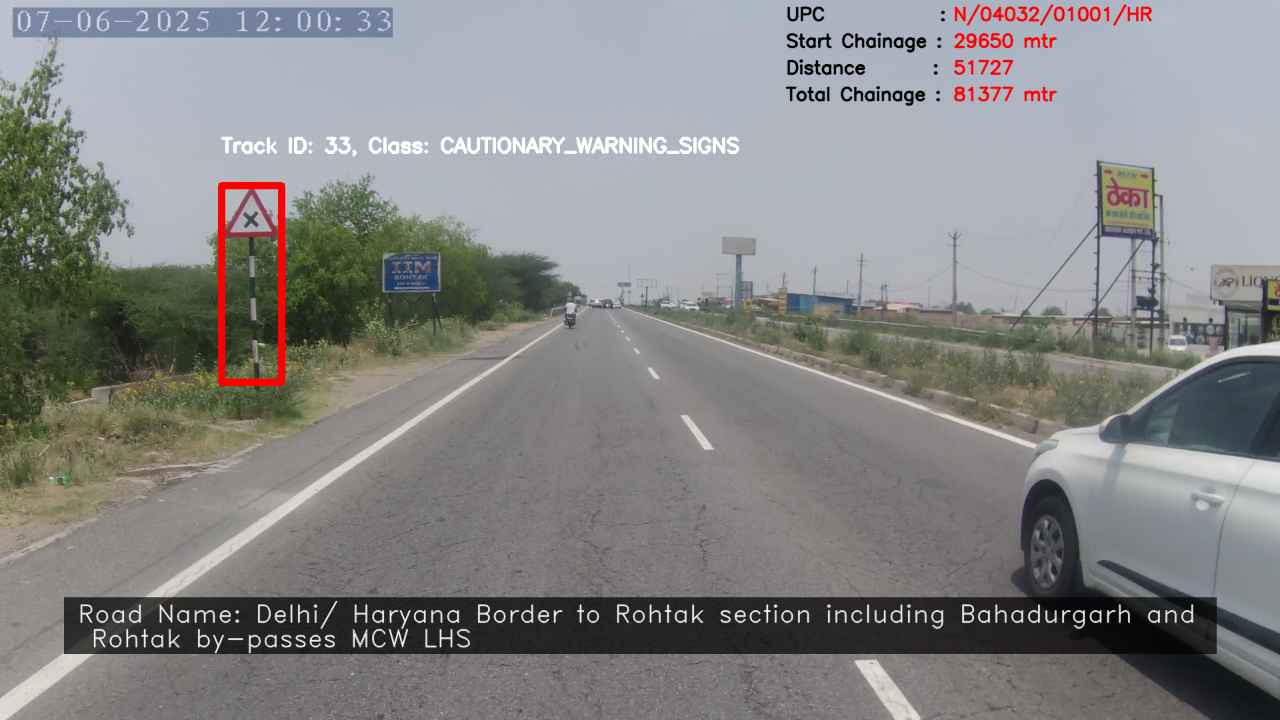 07-06-2025 12:00:33
UPC : N/04032/01001/HR
Start Chainage : 29650 mtr
Distance : 51727
Total Chainage : 81377 mtr
Track ID: 33, Class: CAUTIONARY_WARNING_SIGNS
ठेका
IIM
ROHTAK
Road Name: Delhi/ Haryana Border to Rohtak section including Bahadurgarh and
Rohtak by-passes MCW LHS